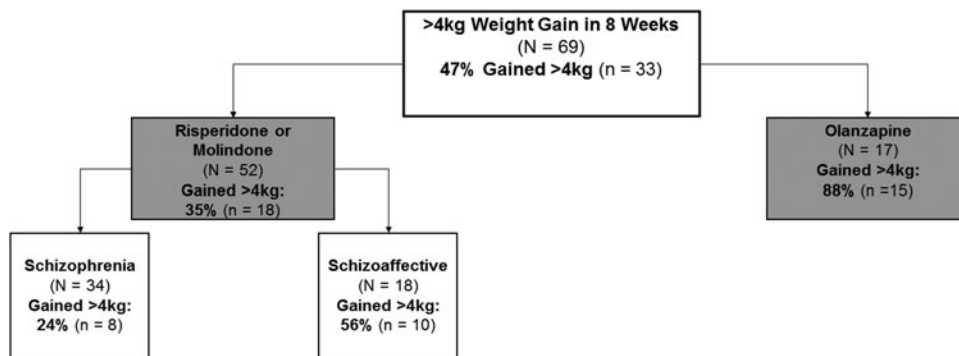 >4kg Weight Gain in 8 Weeks
(N = 69)
47% Gained >4kg (n = 33)
Risperidone or
Molindone
(N = 52)
Gained >4kg:
35% (n = 18)
Olanzapine
(N = 17)
Gained >4kg:
88% (n =15)
Schizophrenia
(N = 34)
Gained >4kg:
24% (n = 8)
Schizoaffective
(N = 18)
Gained >4kg:
56% (n = 10)